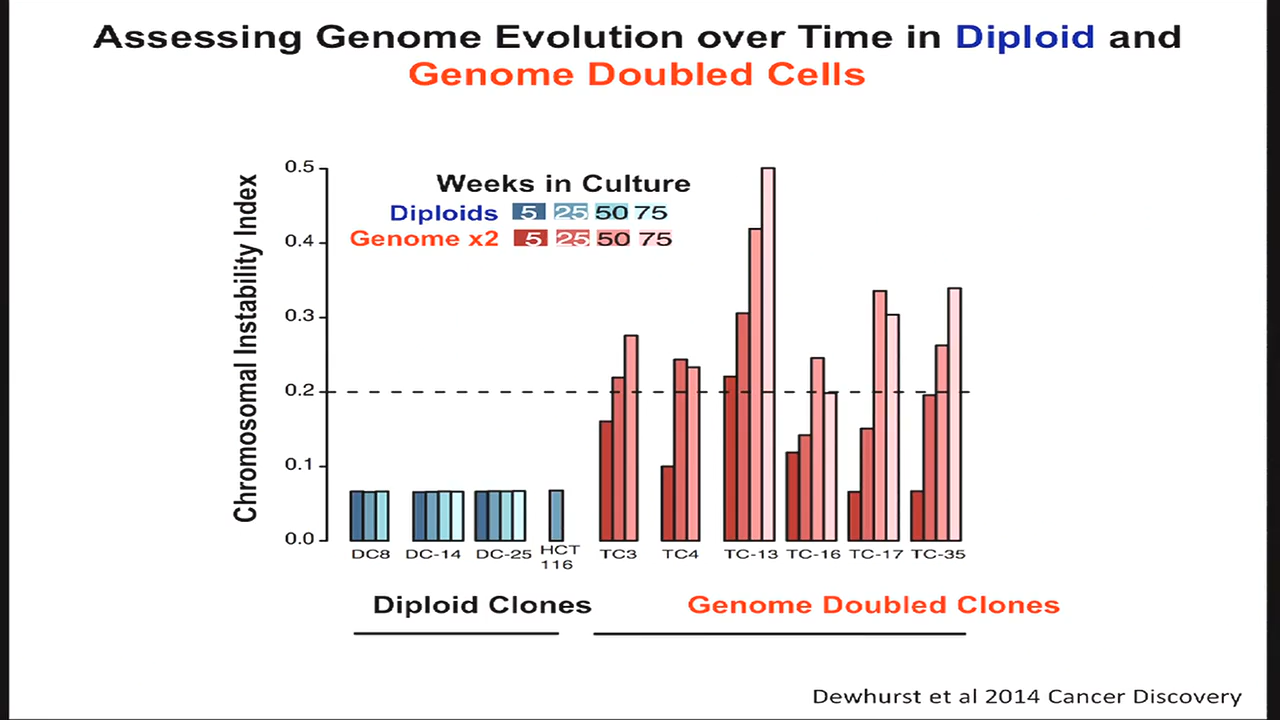 Assessing Genome Evolution over Time in Diploid and
Genome Doubled Cells
Chromosomal Instability Index
0.5
0.4
0.3
0.2
0.1
0.0
Weeks in Culture
Diploids 5 25 50 75
Genome x2 5 25 50 75
DC8 DC-14 DC-25 HCT 116 TC3 TC4 TC-13 TC-16 TC-17 TC-35
Diploid Clones Genome Doubled Clones
Dewhurst et al 2014 Cancer Discovery